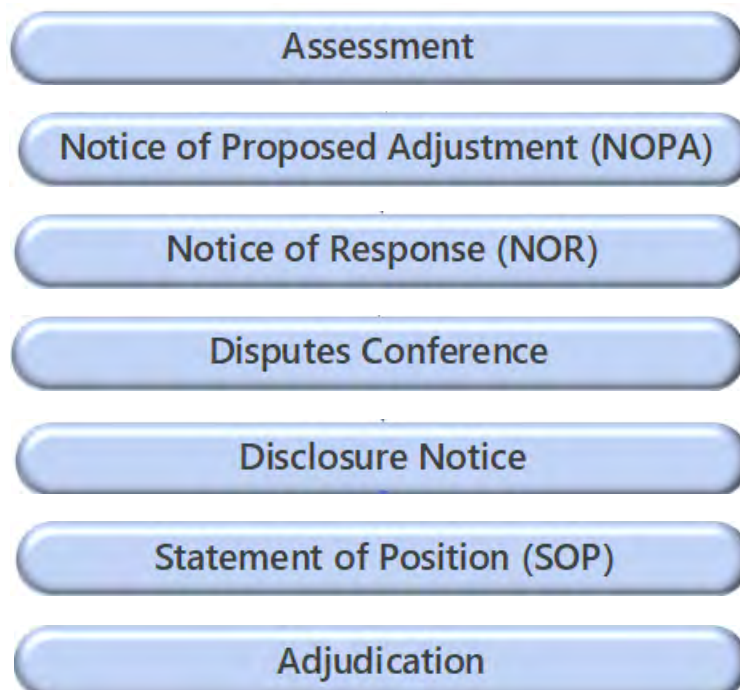 Assessment
Notice of Proposed Adjustment (NOPA)
Notice of Response (NOR)
Disputes Conference
Disclosure Notice
Statement of Position (SOP)
Adjudication